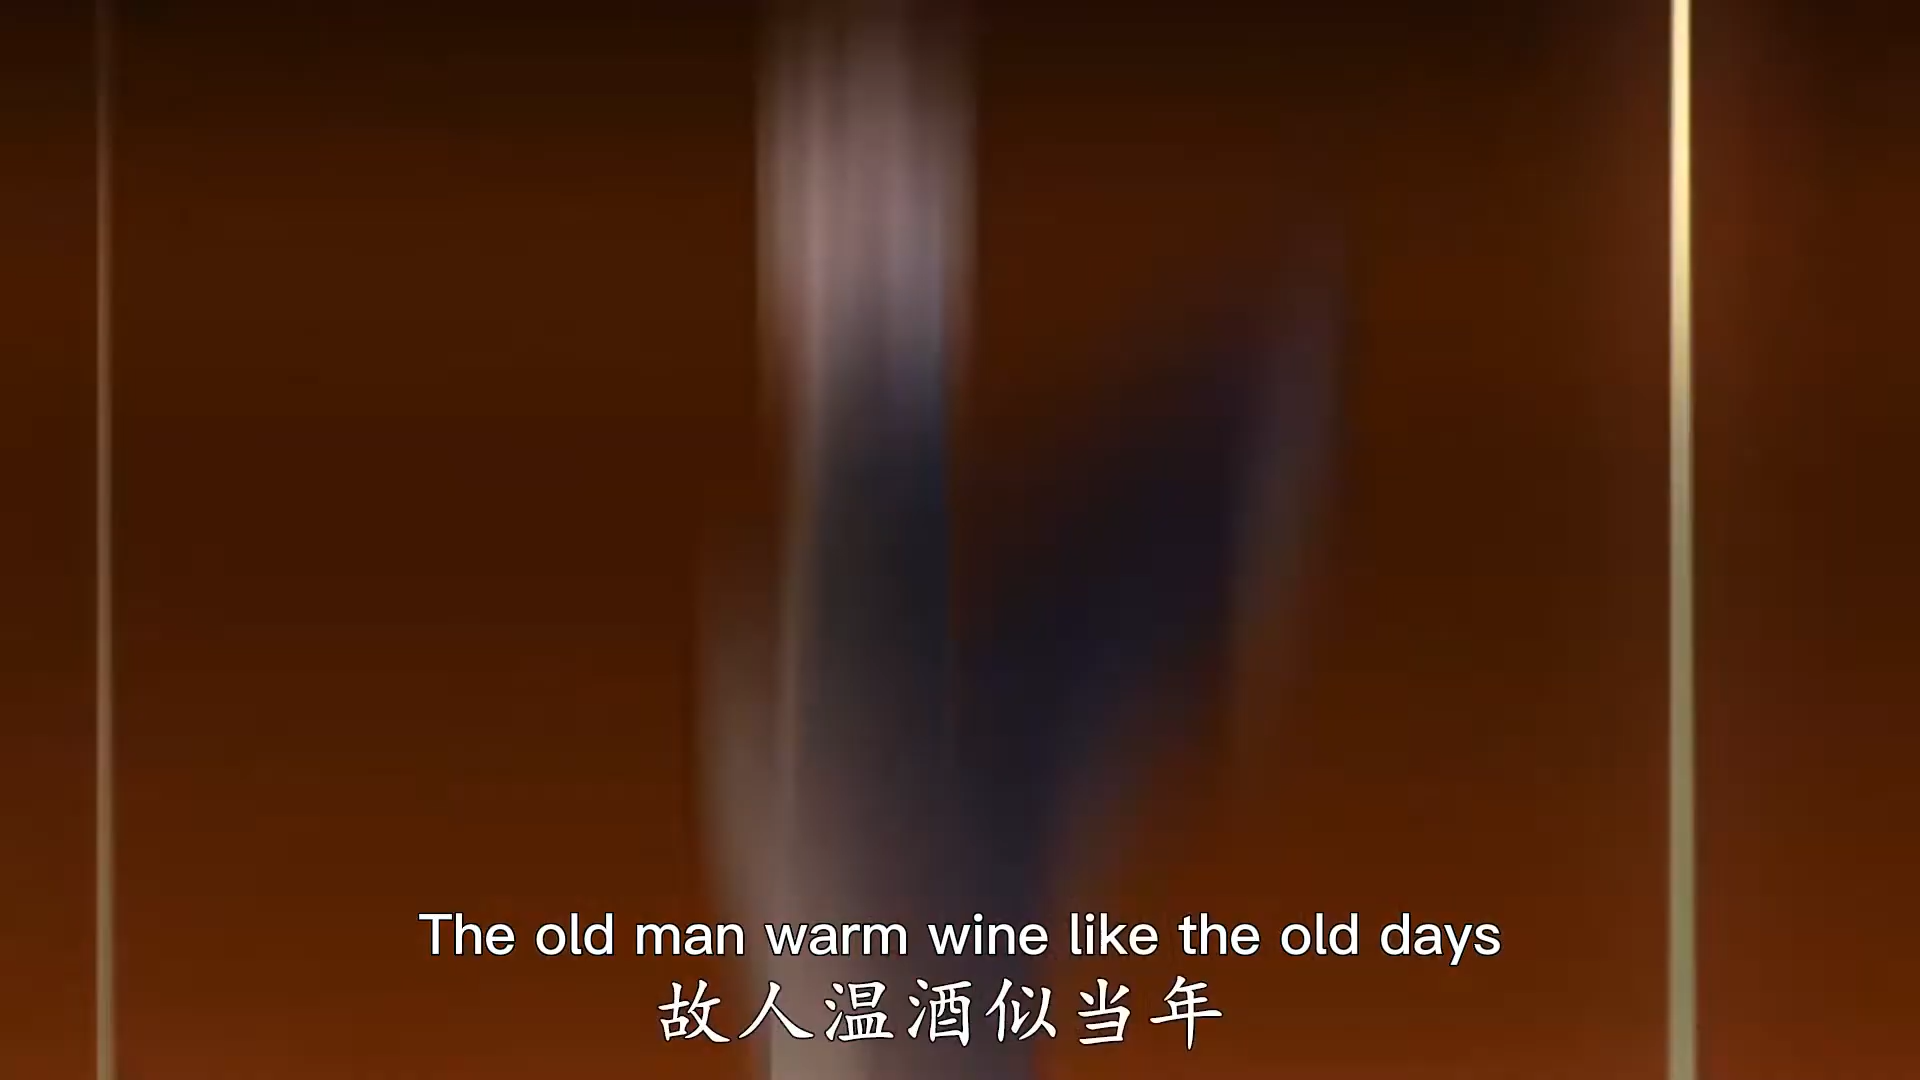 The old man warm wine like the old days
故人温酒似当年